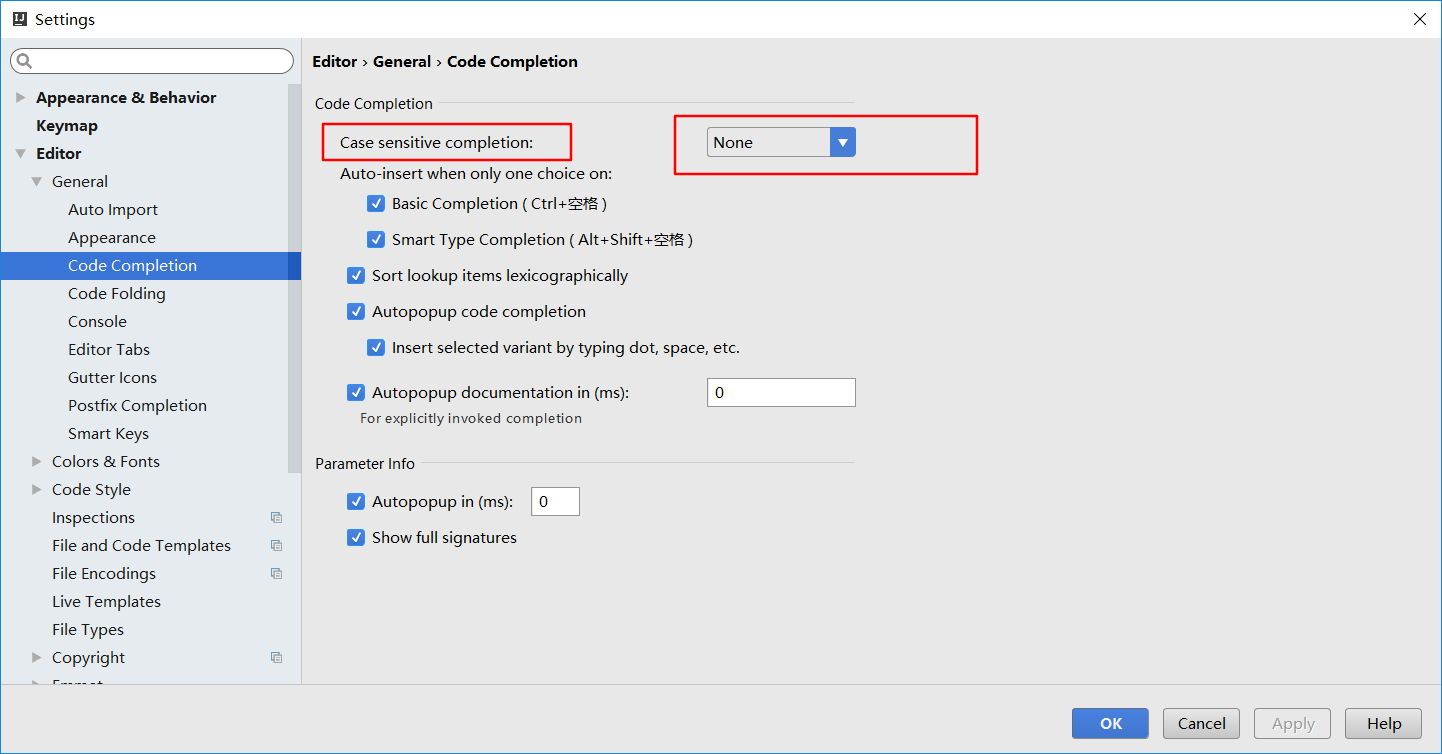 Settings
Appearance & Behavior
Keymap
Editor
General
Auto Import
Appearance
Code Completion
Code Folding
Console
Editor Tabs
Gutter Icons
Postfix Completion
Smart Keys
Colors & Fonts
Code Style
Inspections
File and Code Templates
File Encodings
Live Templates
File Types
Copyright
Editor › General › Code Completion
Code Completion
Case sensitive completion: None
Auto-insert when only one choice on:
Basic Completion ( Ctrl+空格 )
Smart Type Completion ( Alt+Shift+空格 )
Sort lookup items lexicographically
Autopopup code completion
Insert selected variant by typing dot, space, etc.
Autopopup documentation in (ms): 0
For explicitly invoked completion
Parameter Info
Autopopup in (ms): 0
Show full signatures
OK Cancel Apply Help